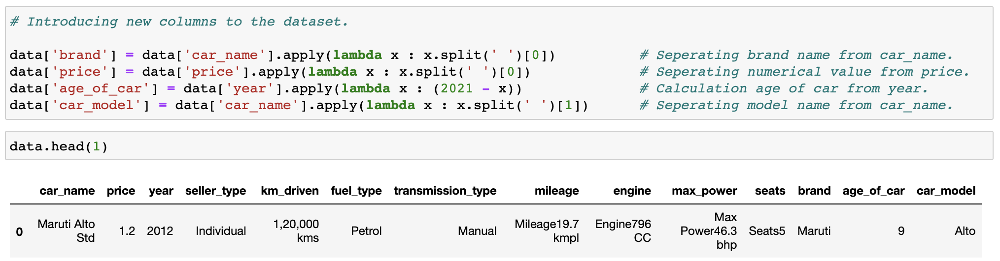 # Introducing new columns to the dataset.
data['brand'] = data['car_name'].apply(lambda x : x.split(' ')[0]) # Seperating brand name from car_name.
data['price'] = data['price'].apply(lambda x : x.split(' ')[0]) # Seperating numerical value from price.
data['age_of_car'] = data['year'].apply(lambda x : (2021 - x)) # Calculation age of car from year.
data['car_model'] = data['car_name'].apply(lambda x : x.split(' ')[1]) # Seperating model name from car_name.
data.head(1)
car_name price year seller_type km_driven fuel_type transmission_type mileage engine max_power seats brand age_of_car car_model
0 Maruti Alto Std 1.2 2012 Individual 1,20,000 kms Petrol Manual Mileage19.7 kmpl Engine796 CC Max Power46.3 bhp Seats5 Maruti 9 Alto